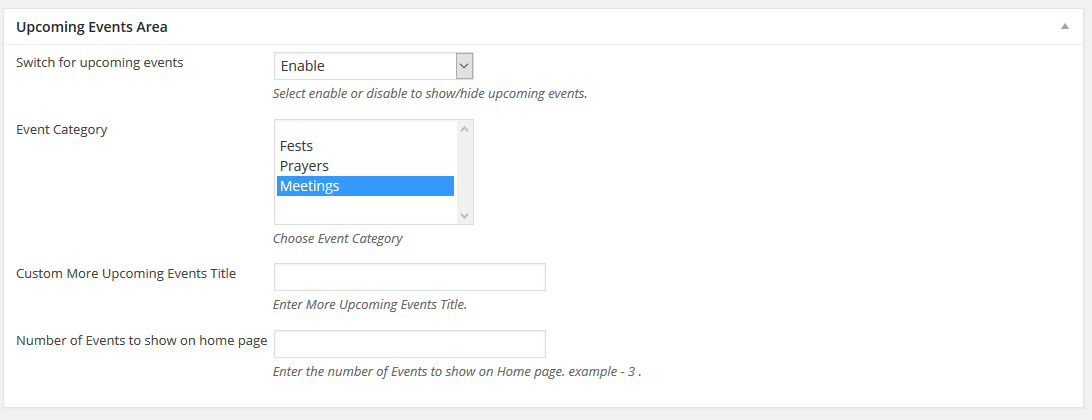 Upcoming Events Area
Switch for upcoming events
Enable
Select enable or disable to show/hide upcoming events.
Event Category
Fests
Prayers
Meetings
Choose Event Category
Custom More Upcoming Events Title
Enter More Upcoming Events Title.
Number of Events to show on home page
Enter the number of Events to show on Home page. example - 3 .